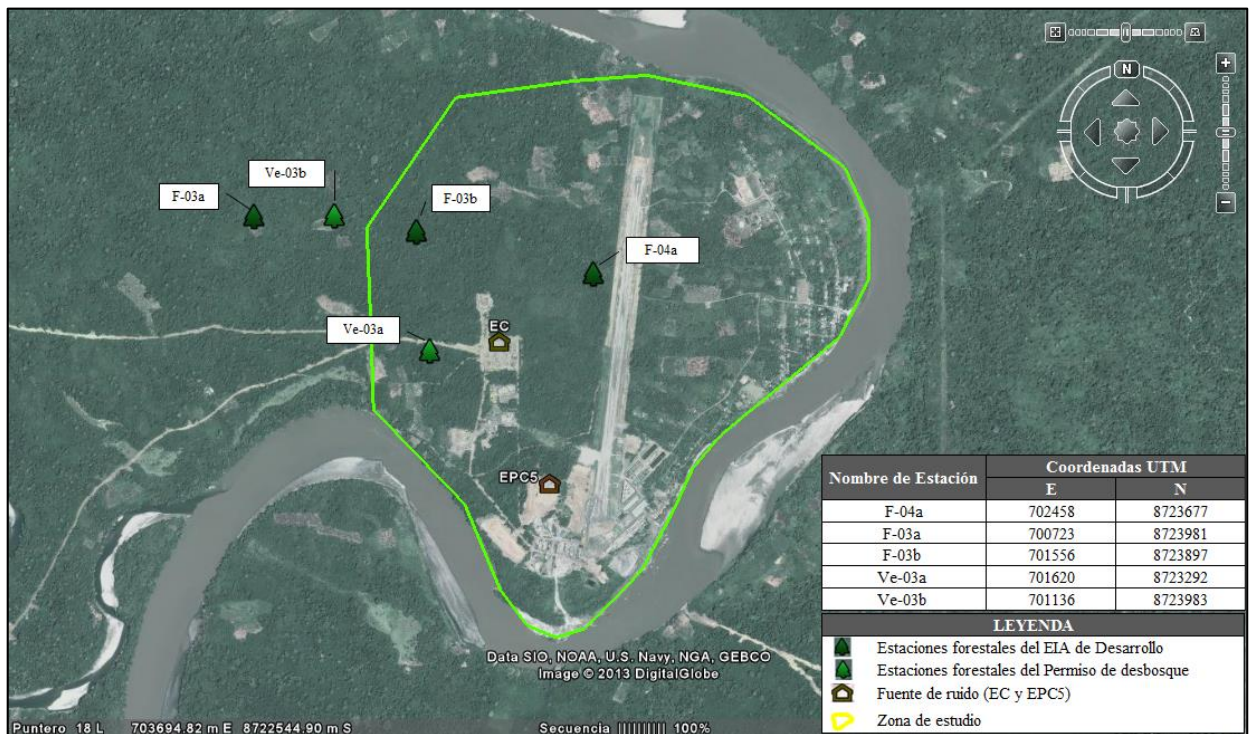 N
Ve-03b
F-03a
F-03b
F-04a
Ve-03a
EC
EPC5
Nombre de Estación Coordenadas UTM
E N
F-04a 702458 8723677
F-03a 700723 8723981
F-03b 701556 8723897
Ve-03a 701620 8723292
Ve-03b 701136 8723983
LEYENDA
Estaciones forestales del EIA de Desarrollo
Estaciones forestales del Permiso de desbosque
Fuente de ruido (EC y EPC5)
Zona de estudio
Data SIO, NOAA, U.S. Navy, NGA, GEBCO
Image © 2013 DigitalGlobe
Puntero 18 L 703694.82 m E 8722544.90 m S Secuencia |||||||||| 100%